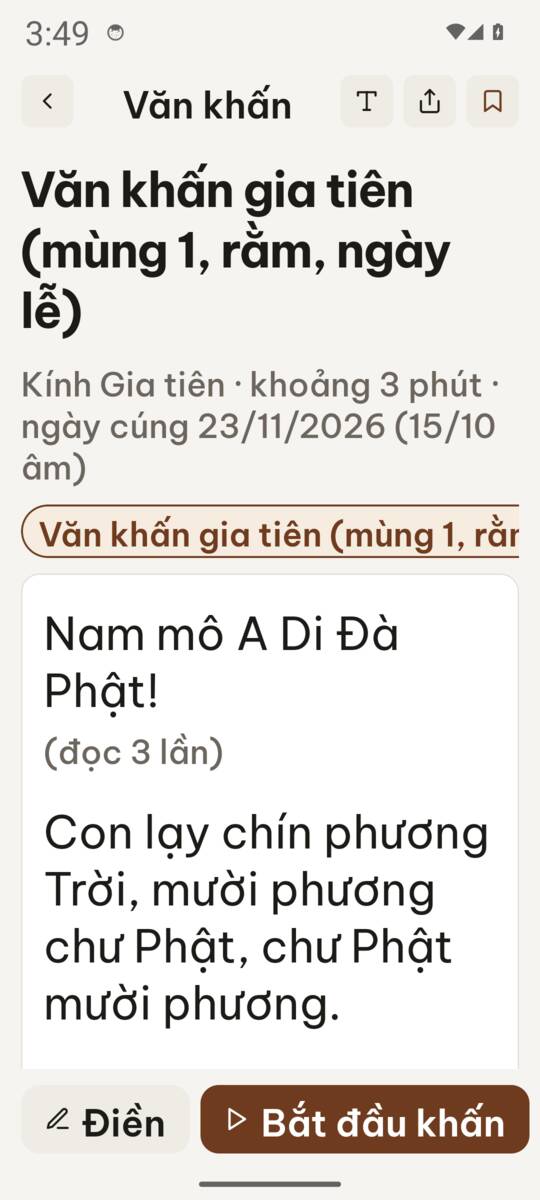 3:49
Văn khấn
Văn khấn gia tiên
(mùng 1, rằm, ngày
lễ)
Kính Gia tiên · khoảng 3 phút ·
ngày cúng 23/11/2026 (15/10
âm)
Văn khấn gia tiên (mùng 1, rằm
Nam mô A Di Đà
Phật!
(đọc 3 lần)
Con lạy chín phương
Trời, mười phương
chư Phật, chư Phật
mười phương.
Điền
Bắt đầu khấn